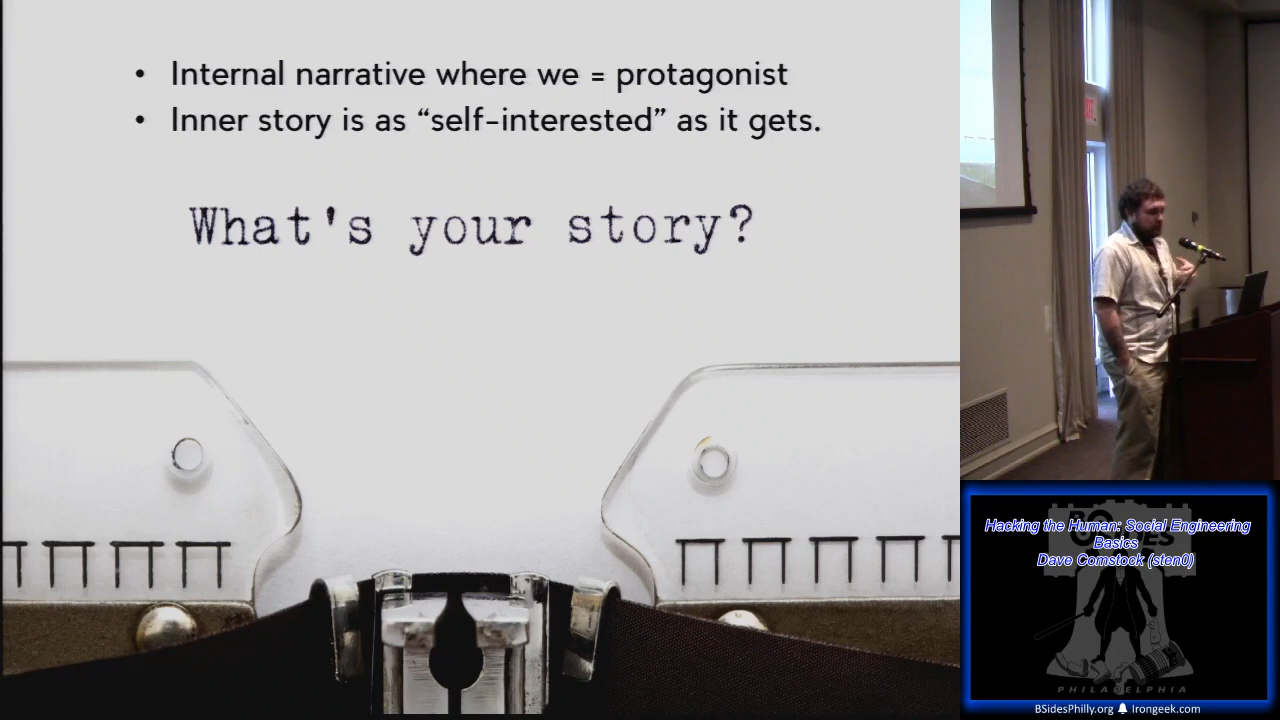 • Internal narrative where we = protagonist
• Inner story is as “self-interested” as it gets.
What's your story?
Hacking the Human: Social Engineering
Basics
Dave Comstock (sten0)
PHILADELPHIA
BSidesPhilly.org Irongeek.com